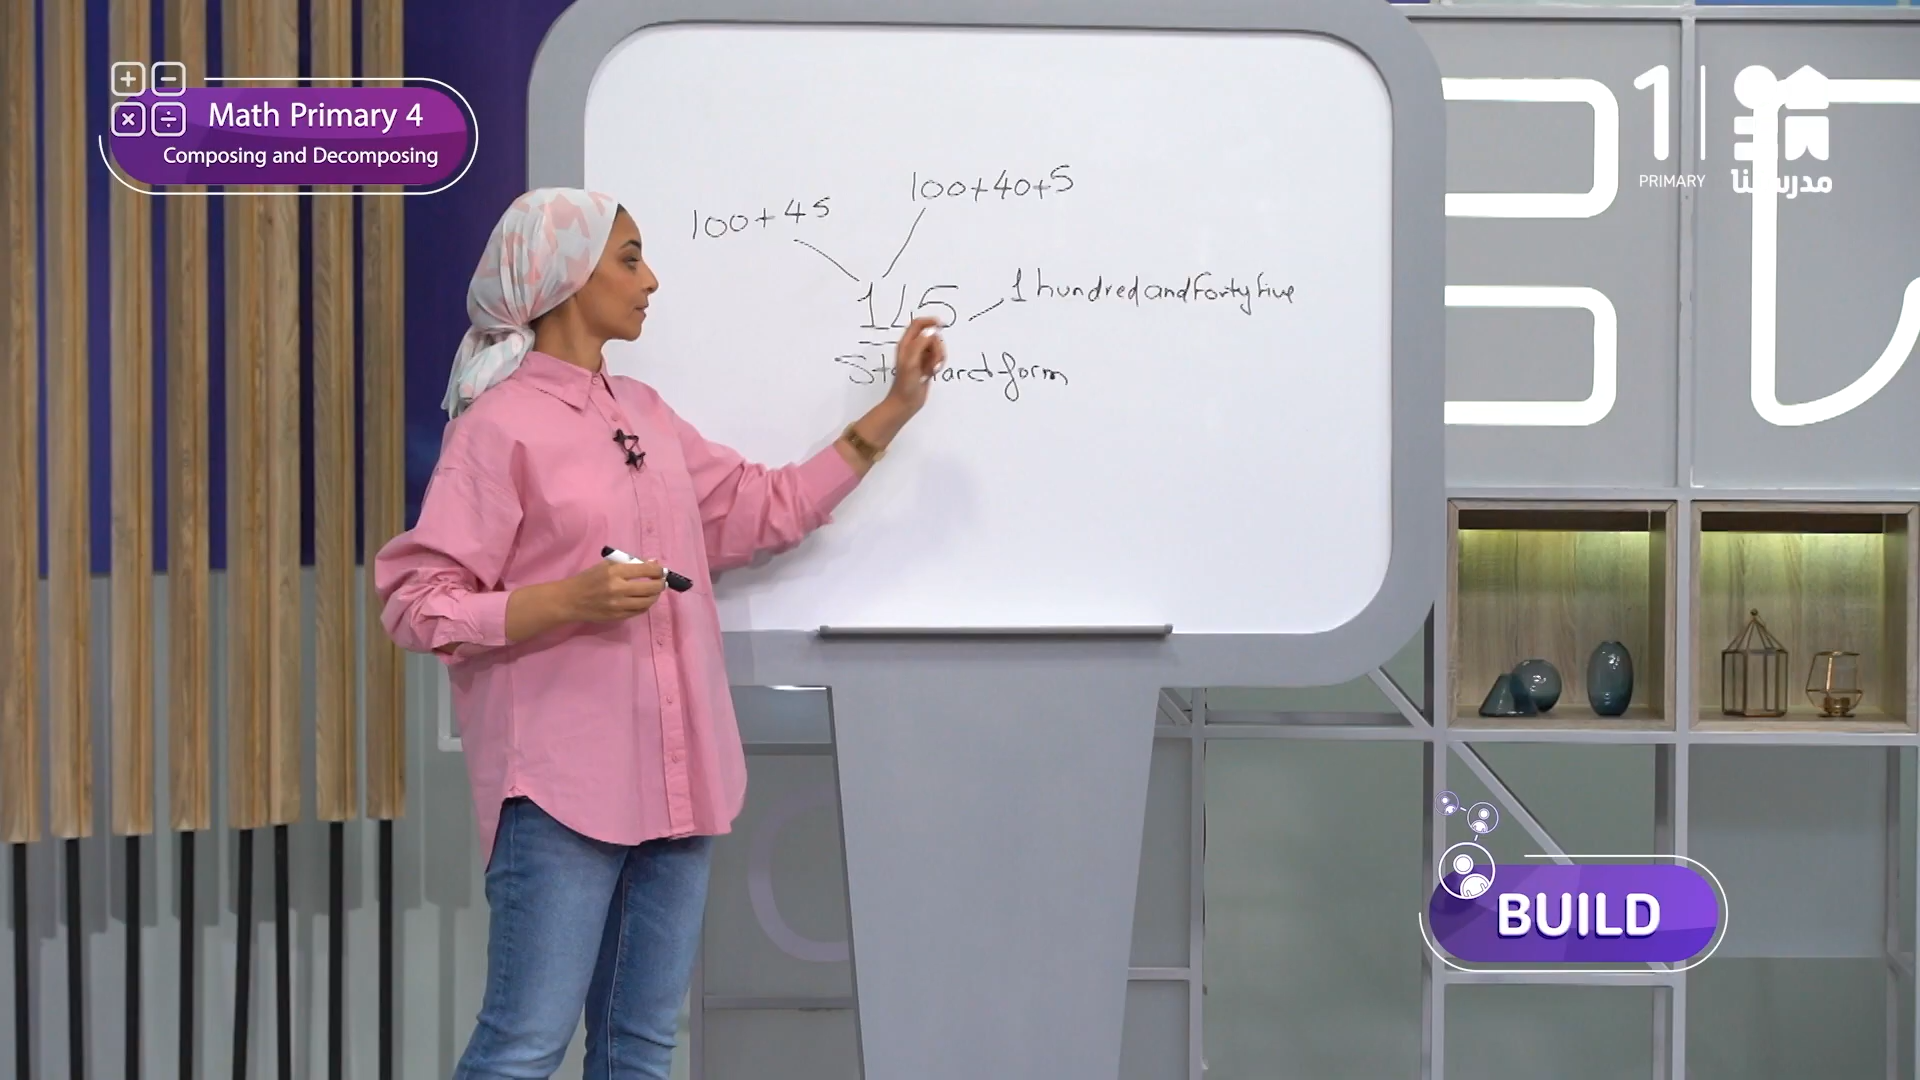 Math Primary 4
Composing and Decomposing
1
PRIMARY
مدرستنا
100+40+5
100+45
145
1 hundred and forty five
Standard form
BUILD